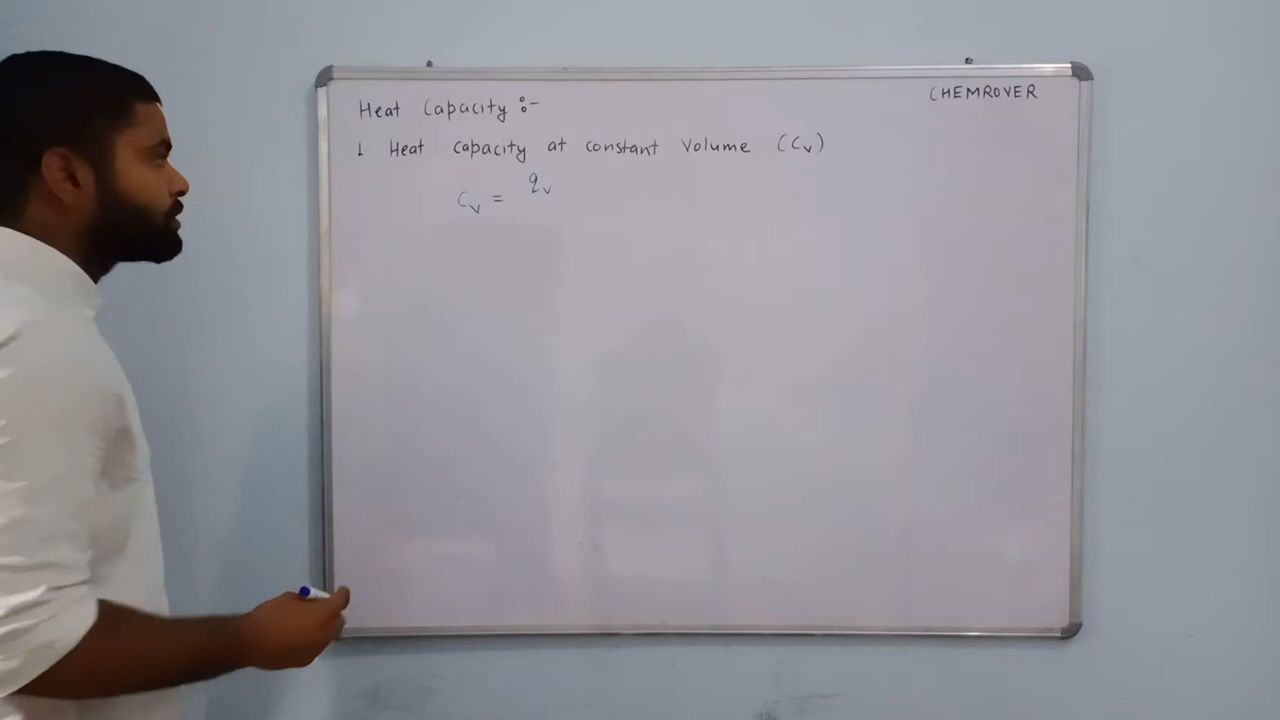 CHEMROVER
Heat Capacity :-
1 Heat capacity at constant volume (Cv)
Cv = qv